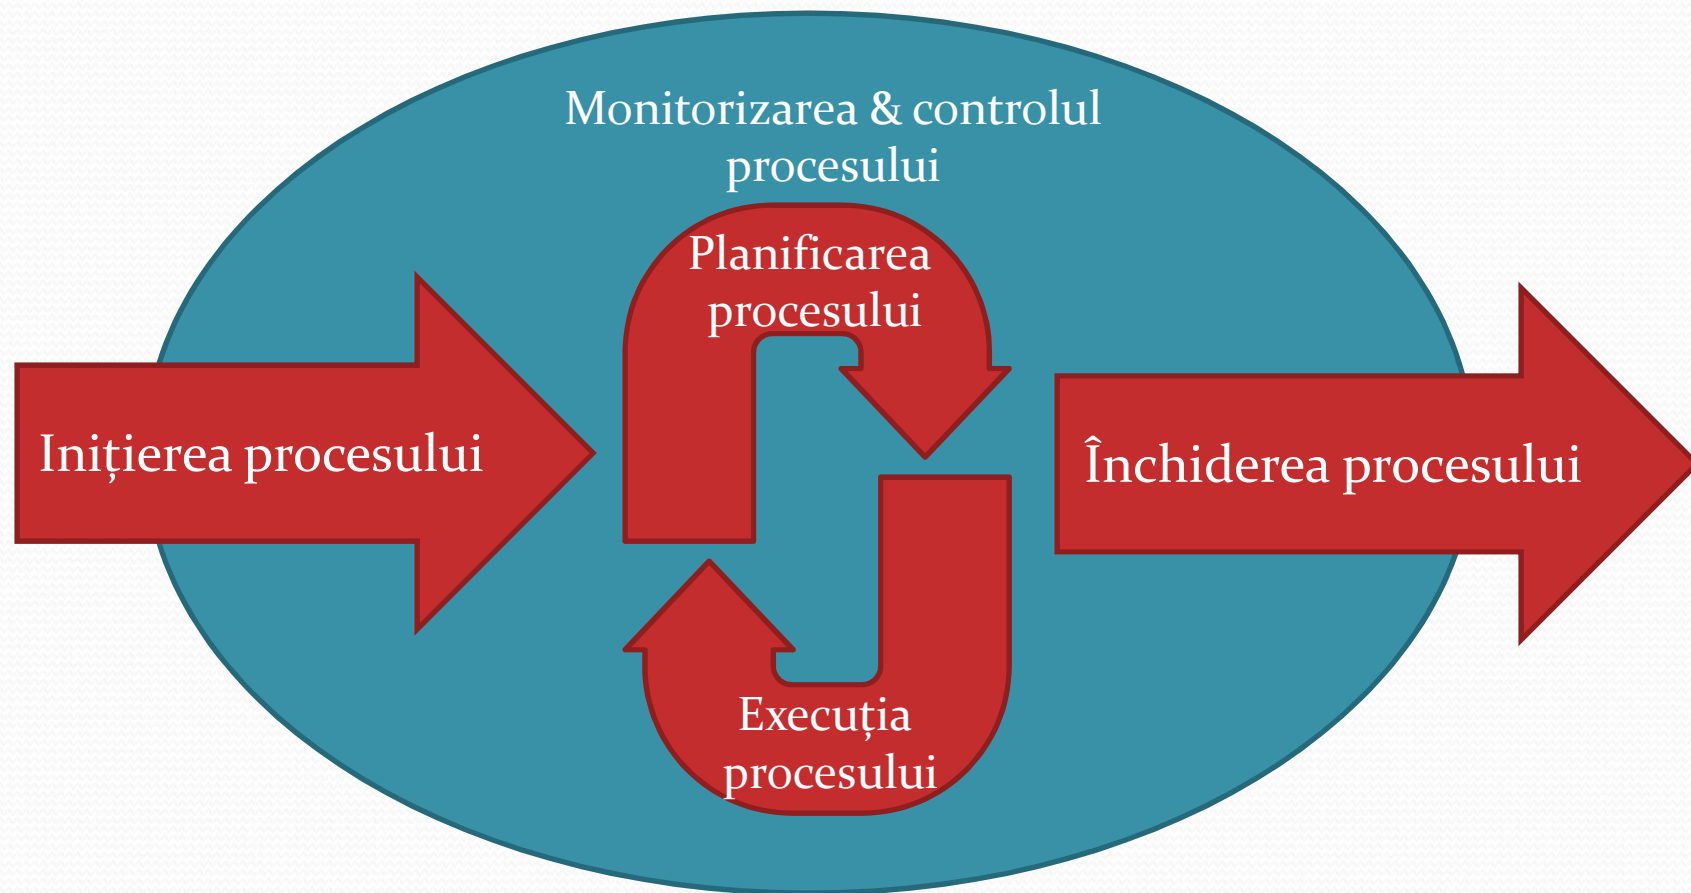 Monitorizarea & controlul
procesului
Planificarea
procesului
Inițierea procesului
Închiderea procesului
Execuția
procesului